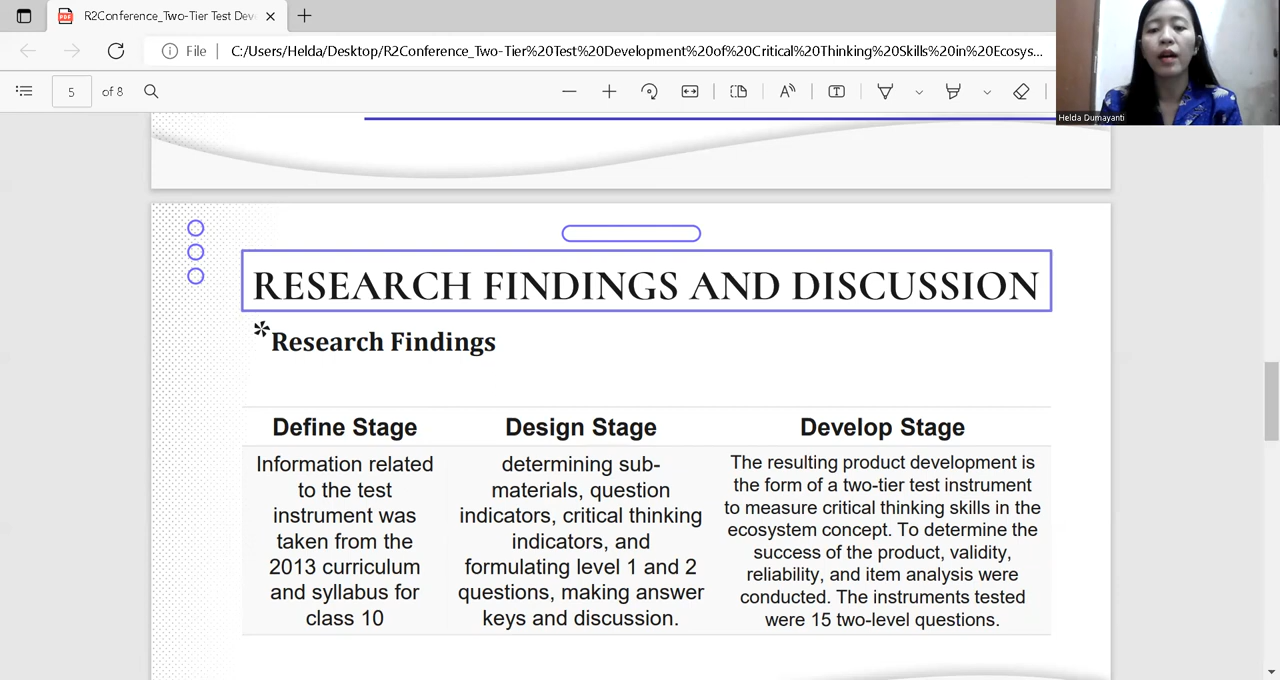 R2Conference_Two-Tier Test Dev
File
C:/Users/Helda/Desktop/R2Conference_Two-Tier%20Test%20Development%20of%20Critical%20Thinking%20Skills%20in%20Ecosys...
5 of 8
Helda Dumayanti
RESEARCH FINDINGS AND DISCUSSION
*Research Findings
Define Stage
Information related
to the test
instrument was
taken from the
2013 curriculum
and syllabus for
class 10
Design Stage
determining sub-
materials, question
indicators, critical thinking
indicators, and
formulating level 1 and 2
questions, making answer
keys and discussion.
Develop Stage
The resulting product development is
the form of a two-tier test instrument
to measure critical thinking skills in the
ecosystem concept. To determine the
success of the product, validity,
reliability, and item analysis were
conducted. The instruments tested
were 15 two-level questions.